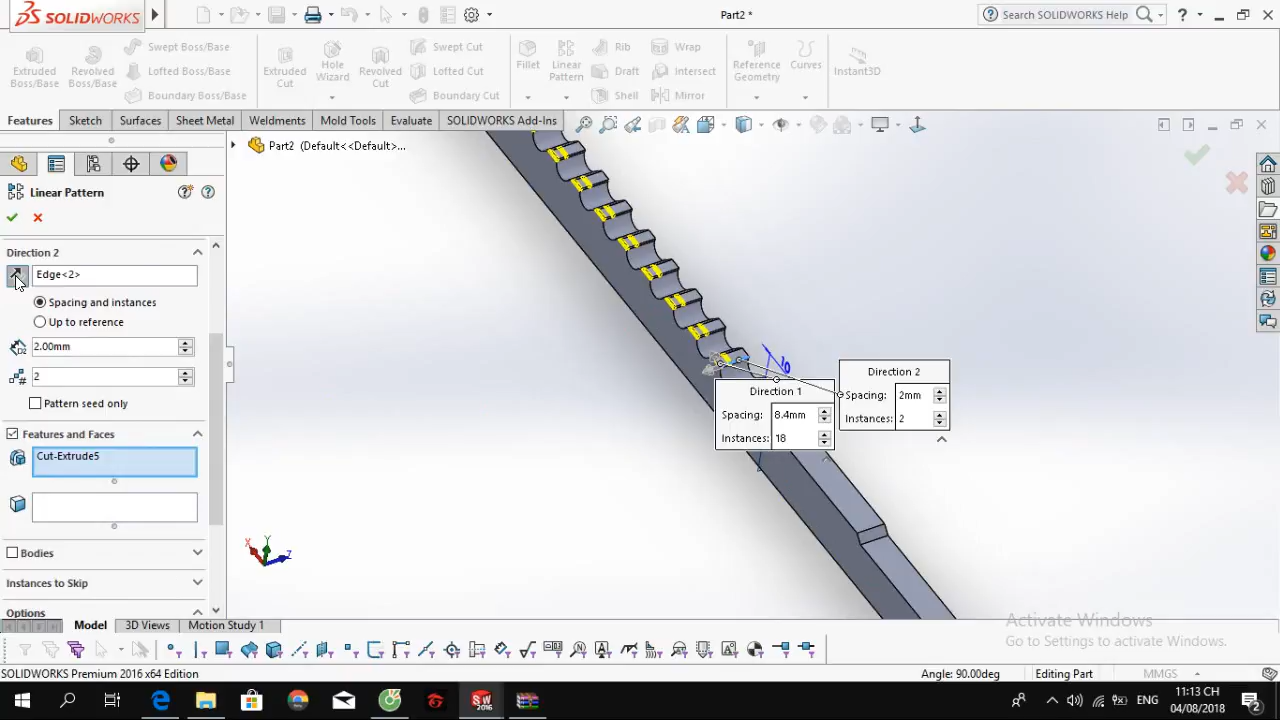 SOLIDWORKS
Part2 *
Search SOLIDWORKS Help
Extruded Boss/Base
Revolved Boss/Base
Swept Boss/Base
Lofted Boss/Base
Boundary Boss/Base
Extruded Cut
Hole Wizard
Revolved Cut
Swept Cut
Lofted Cut
Boundary Cut
Fillet
Linear Pattern
Rib
Draft
Shell
Wrap
Intersect
Mirror
Reference Geometry
Curves
Instant3D
Features
Sketch
Surfaces
Sheet Metal
Weldments
Mold Tools
Evaluate
SOLIDWORKS Add-Ins
Part2 (Default<<Default>...
Linear Pattern
Direction 2
Edge<2>
Spacing and instances
Up to reference
2.00mm
2
Pattern seed only
Features and Faces
Cut-Extrude5
Bodies
Instances to Skip
Options
Direction 1
Spacing: 8.4mm
Instances: 18
Direction 2
Spacing: 2mm
Instances: 2
X
Y
Z
Model
3D Views
Motion Study 1
Activate Windows
Go to Settings to activate Windows.
SOLIDWORKS Premium 2016 x64 Edition
Angle: 90.00deg
Editing Part
MMGS
ENG
11:13 CH
04/08/2018